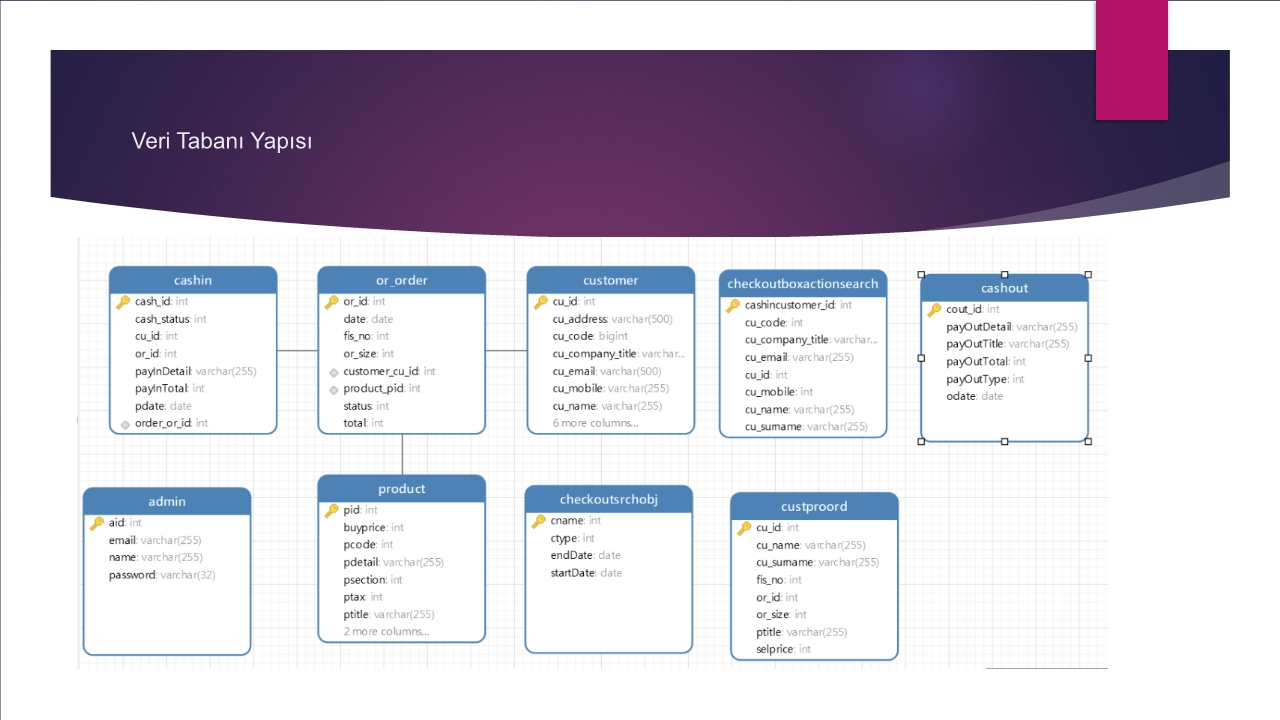 Veri Tabanı Yapısı
cashin
cash_id: int
cash_status: int
cu_id: int
or_id: int
payInDetail: varchar(255)
payInTotal: int
pdate: date
order_or_id: int
or_order
or_id: int
date: date
fis_no: int
or_size: int
customer_cu_id: int
product_pid: int
status: int
total: int
customer
cu_id: int
cu_address: varchar(500)
cu_code: bigint
cu_company_title: varchar...
cu_email: varchar(500)
cu_mobile: varchar(255)
cu_name: varchar(255)
6 more columns...
checkoutboxactionsearch
cashincustomer_id: int
cu_code: int
cu_company_title: varchar...
cu_email: varchar(255)
cu_id: int
cu_mobile: int
cu_name: varchar(255)
cu_surname: varchar(255)
cashout
cout_id: int
payOutDetail: varchar(255)
payOutTitle: varchar(255)
payOutTotal: int
payOutType: int
odate: date
admin
aid: int
email: varchar(255)
name: varchar(255)
password: varchar(32)
product
pid: int
buyprice: int
pcode: int
pdetail: varchar(255)
psection: int
ptax: int
ptitle: varchar(255)
2 more columns...
checkoutsrchobj
cname: int
ctype: int
endDate: date
startDate: date
custproord
cu_id: int
cu_name: varchar(255)
cu_surname: varchar(255)
fis_no: int
or_id: int
or_size: int
ptitle: varchar(255)
selprice: int